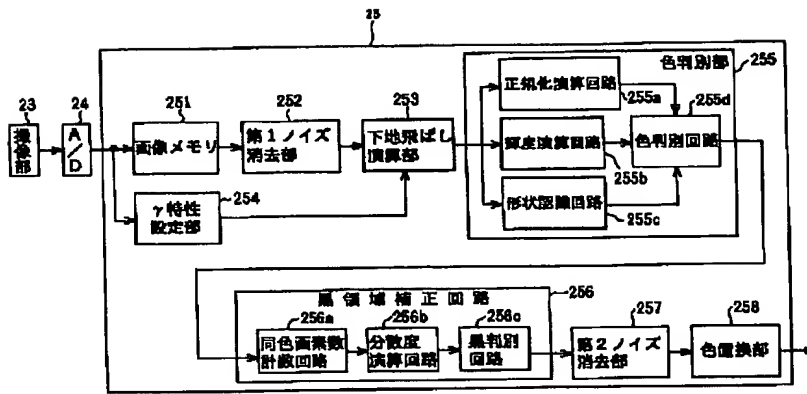 25
255
色判別部
正規化演算回路
255a
255d
23
24
251
252
253
撮像部
A/D
画像メモリ
第1ノイズ
消去部
下地飛ばし
演算部
輝度演算回路
255b
色判別回路
254
γ特性
設定部
形状認識回路
255c
黒領域補正回路
256
256a
256b
256c
257
258
同色画素数
計数回路
分散度
演算回路
黒判別
回路
第2ノイズ
消去部
色置換部